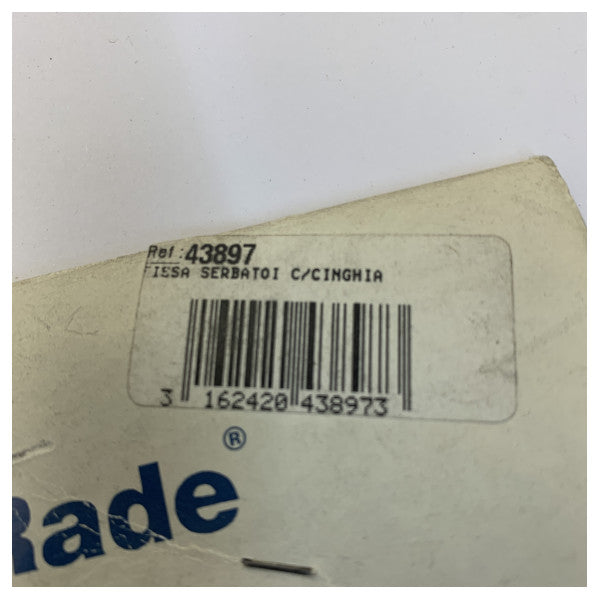 Ref.: 43897
FISSA SERBATOI C/CINGHIA
3 162420 438973
®
Rade